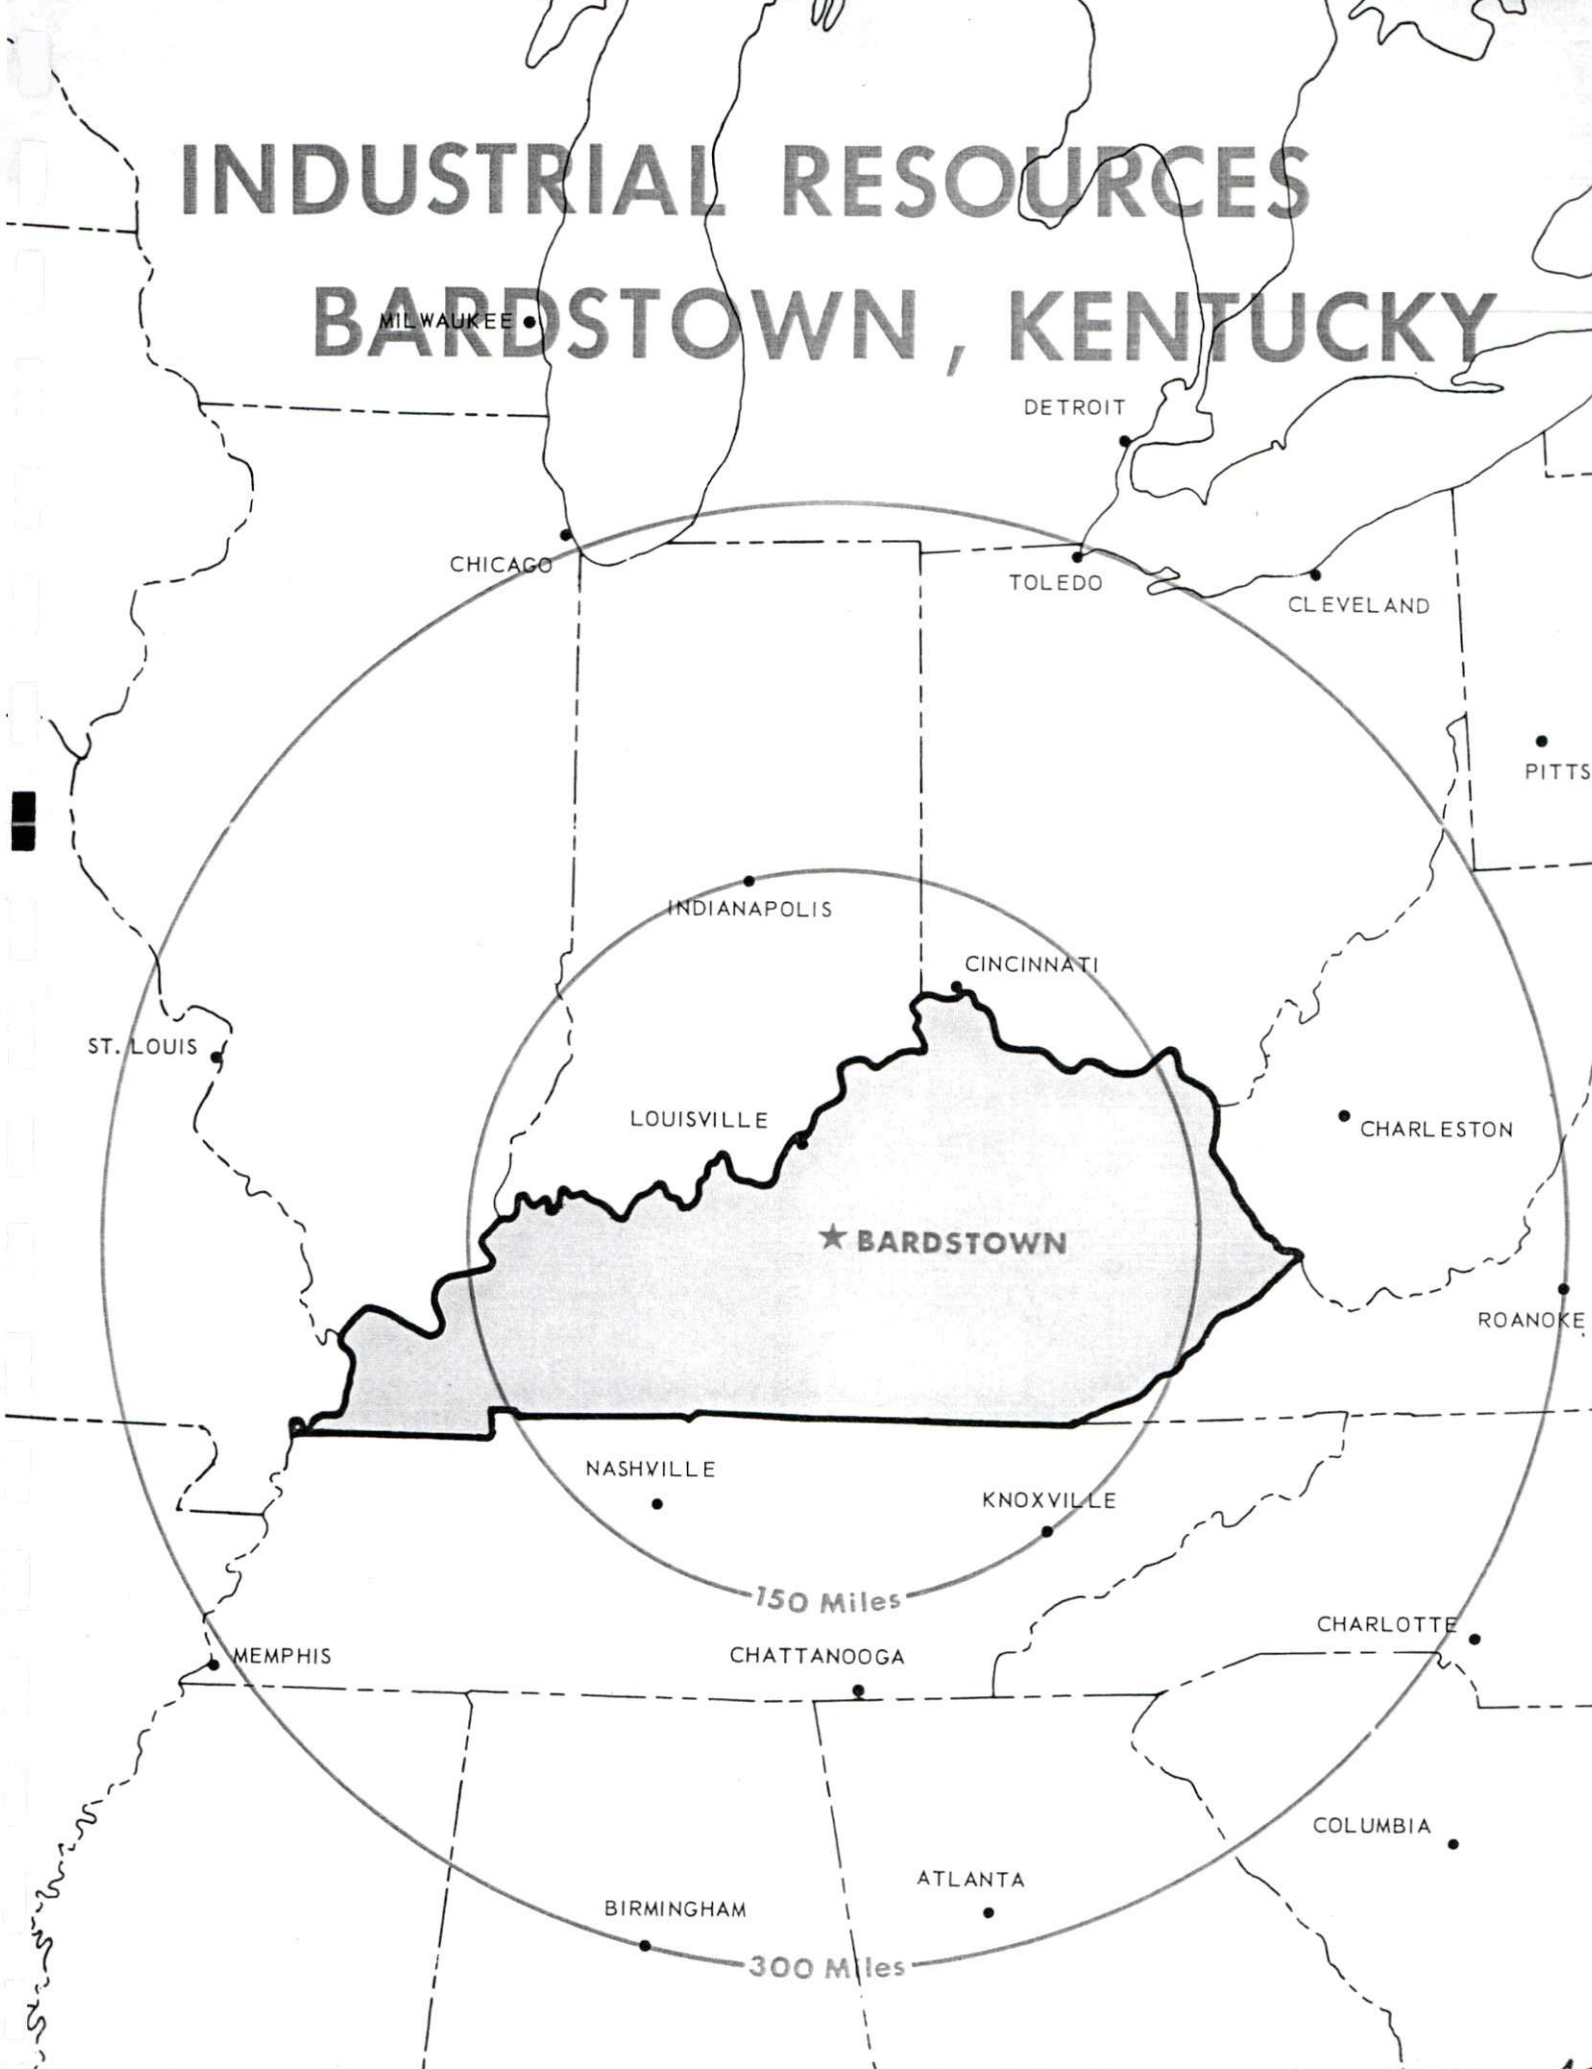 INDUSTRIAL RESOURCES
BARDSTOWN, KENTUCKY
MILWAUKEE
DETROIT
CHICAGO
TOLEDO
CLEVELAND
PITTS
INDIANAPOLIS
CINCINNATI
ST. LOUIS
LOUISVILLE
CHARLESTON
BARDSTOWN
ROANOKE
NASHVILLE
KNOXVILLE
150 Miles
CHARLOTTE
MEMPHIS
CHATTANOOGA
COLUMBIA
ATLANTA
BIRMINGHAM
300 Miles